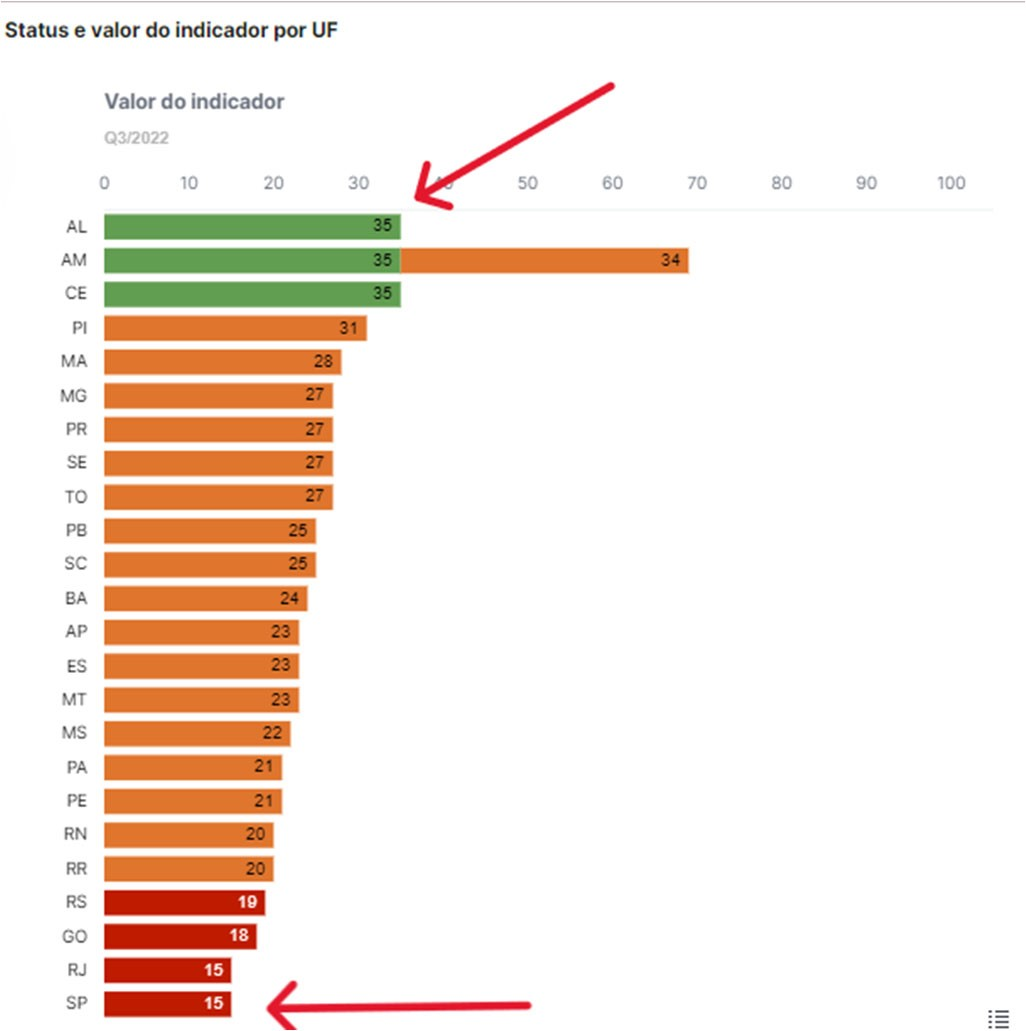 Status e valor do indicador por UF
Valor do indicador
Q3/2022
0 10 20 30 40 50 60 70 80 90 100
AL 35
AM 35 34
CE 35
PI 31
MA 28
MG 27
PR 27
SE 27
TO 27
PB 25
SC 25
BA 24
AP 23
ES 23
MT 23
MS 22
PA 21
PE 21
RN 20
RR 20
RS 19
GO 18
RJ 15
SP 15